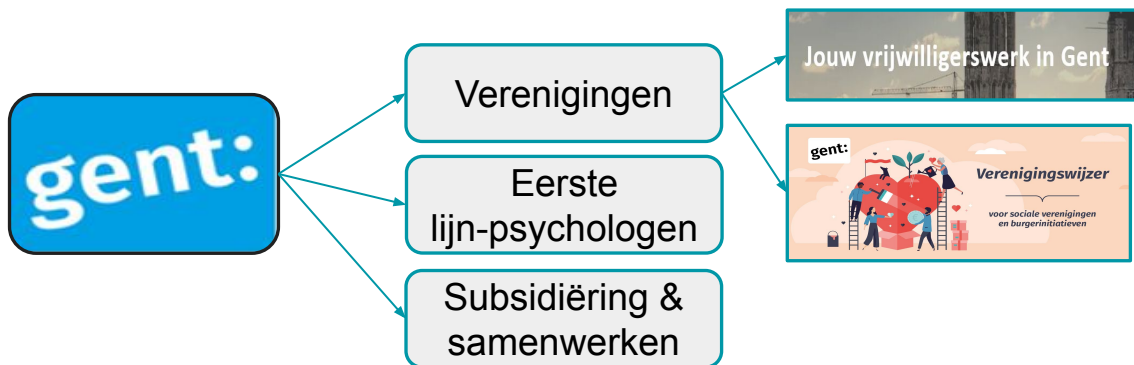 gent:
Verenigingen
Eerste
lijn-psychologen
Subsidiëring &
samenwerken
Jouw vrijwilligerswerk in Gent
gent:
Verenigingswijzer
voor sociale verenigingen
en burgerinitiatieven